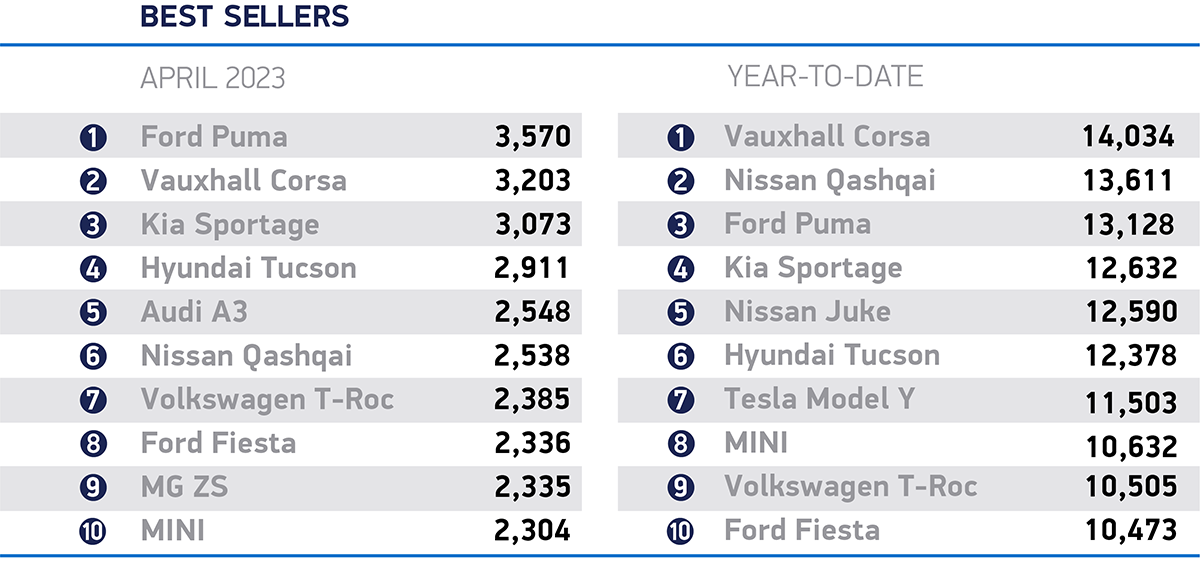 BEST SELLERS
APRIL 2023
1 Ford Puma 3,570
2 Vauxhall Corsa 3,203
3 Kia Sportage 3,073
4 Hyundai Tucson 2,911
5 Audi A3 2,548
6 Nissan Qashqai 2,538
7 Volkswagen T-Roc 2,385
8 Ford Fiesta 2,336
9 MG ZS 2,335
10 MINI 2,304
YEAR-TO-DATE
1 Vauxhall Corsa 14,034
2 Nissan Qashqai 13,611
3 Ford Puma 13,128
4 Kia Sportage 12,632
5 Nissan Juke 12,590
6 Hyundai Tucson 12,378
7 Tesla Model Y 11,503
8 MINI 10,632
9 Volkswagen T-Roc 10,505
10 Ford Fiesta 10,473